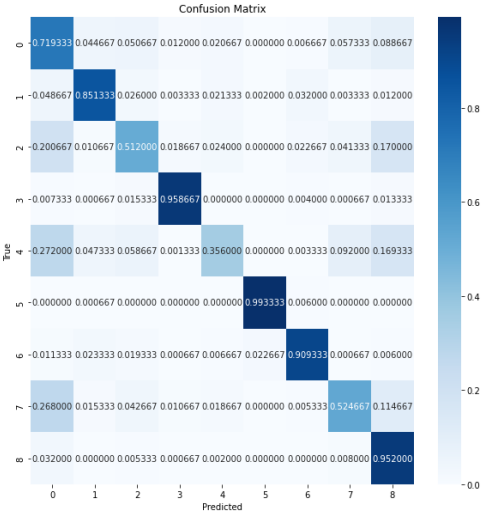 Confusion Matrix
0 0.719333 0.044667 0.050667 0.012000 0.020667 0.000000 0.006667 0.057333 0.088667
1 0.048667 0.851333 0.026000 0.003333 0.021333 0.002000 0.032000 0.003333 0.012000
0.8
2 0.200667 0.010667 0.512000 0.018667 0.024000 0.000000 0.022667 0.041333 0.170000
3 0.007333 0.000667 0.015333 0.958667 0.000000 0.000000 0.004000 0.000667 0.013333
0.6
True
4 0.272000 0.047333 0.058667 0.001333 0.356000 0.000000 0.003333 0.092000 0.169333
0.4
5 0.000000 0.000667 0.000000 0.000000 0.000000 0.993333 0.006000 0.000000 0.000000
6 0.011333 0.023333 0.019333 0.000667 0.006667 0.022667 0.909333 0.000667 0.006000
0.2
7 0.268000 0.015333 0.042667 0.010667 0.018667 0.000000 0.005333 0.524667 0.114667
8 0.032000 0.000000 0.005333 0.000667 0.002000 0.000000 0.000000 0.008000 0.952000
0.0
0 1 2 3 4 5 6 7 8
Predicted